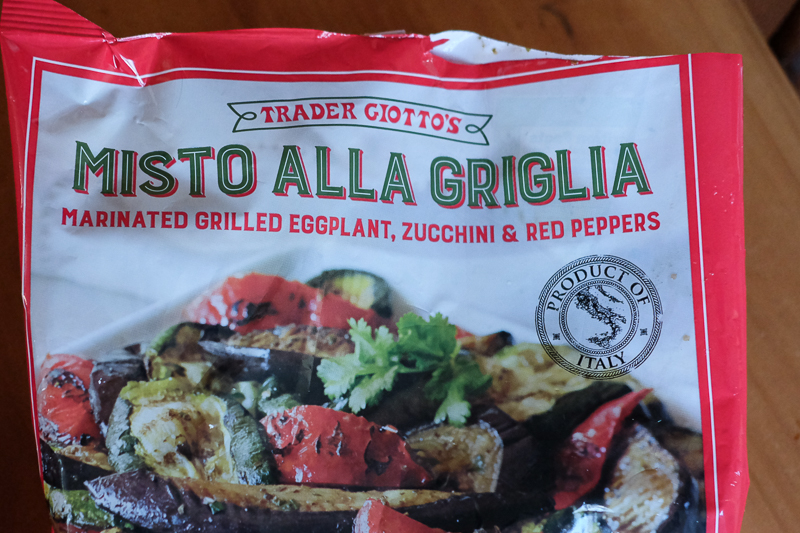 TRADER GIOTTO'S
MISTO ALLA GRIGLIA
MARINATED GRILLED EGGPLANT, ZUCCHINI & RED PEPPERS
PRODUCT OF
ITALY